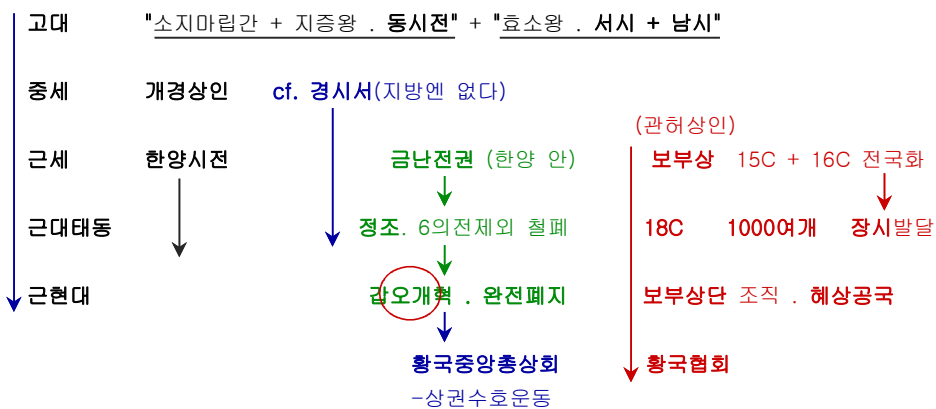 고대 "소지마립간 + 지증왕 . 동시전" + "효소왕 . 서시 + 남시"
중세 개경상인 cf. 경시서(지방엔 없다)
(관허상인)
근세 한양시전 금난전권 (한양 안) 보부상 15C + 16C 전국화
근대태동 정조. 6의전제외 철폐 18C 1000여개 장시발달
근현대 갑오개혁 . 완전폐지 보부상단 조직 . 혜상공국
황국중앙총상회 황국협회
-상권수호운동